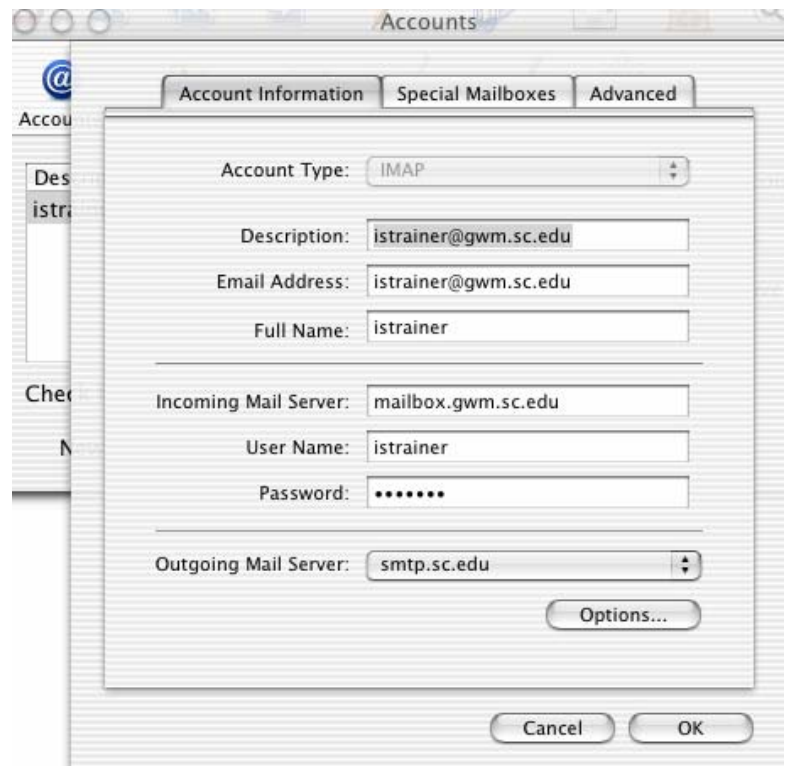 Accounts
Account Information Special Mailboxes Advanced
Account Type: IMAP
Description: istrainer@gwm.sc.edu
Email Address: istrainer@gwm.sc.edu
Full Name: istrainer
Incoming Mail Server: mailbox.gwm.sc.edu
User Name: istrainer
Password: •••••••
Outgoing Mail Server: smtp.sc.edu
Options...
Cancel OK